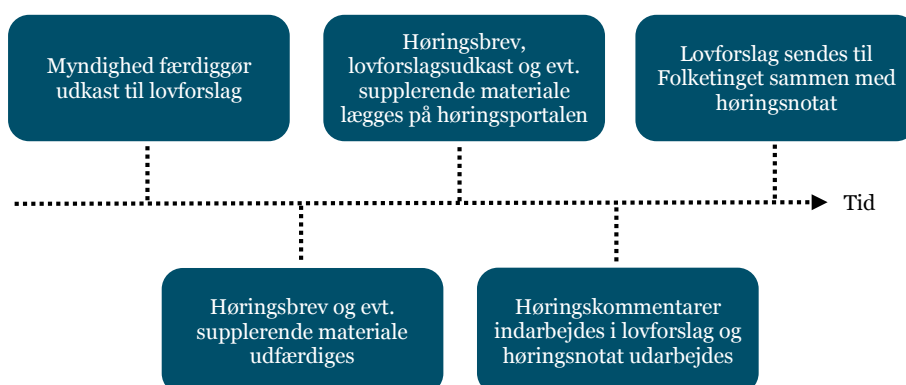 Myndighed færdiggør
udkast til lovforslag
Høringsbrev,
lovforslagsudkast og evt.
supplerende materiale
lægges på høringsportalen
Lovforslag sendes til
Folketinget sammen med
høringsnotat
Tid
Høringsbrev og evt.
supplerende materiale
udfærdiges
Høringskommentarer
indarbejdes i lovforslag og
høringsnotat udarbejdes